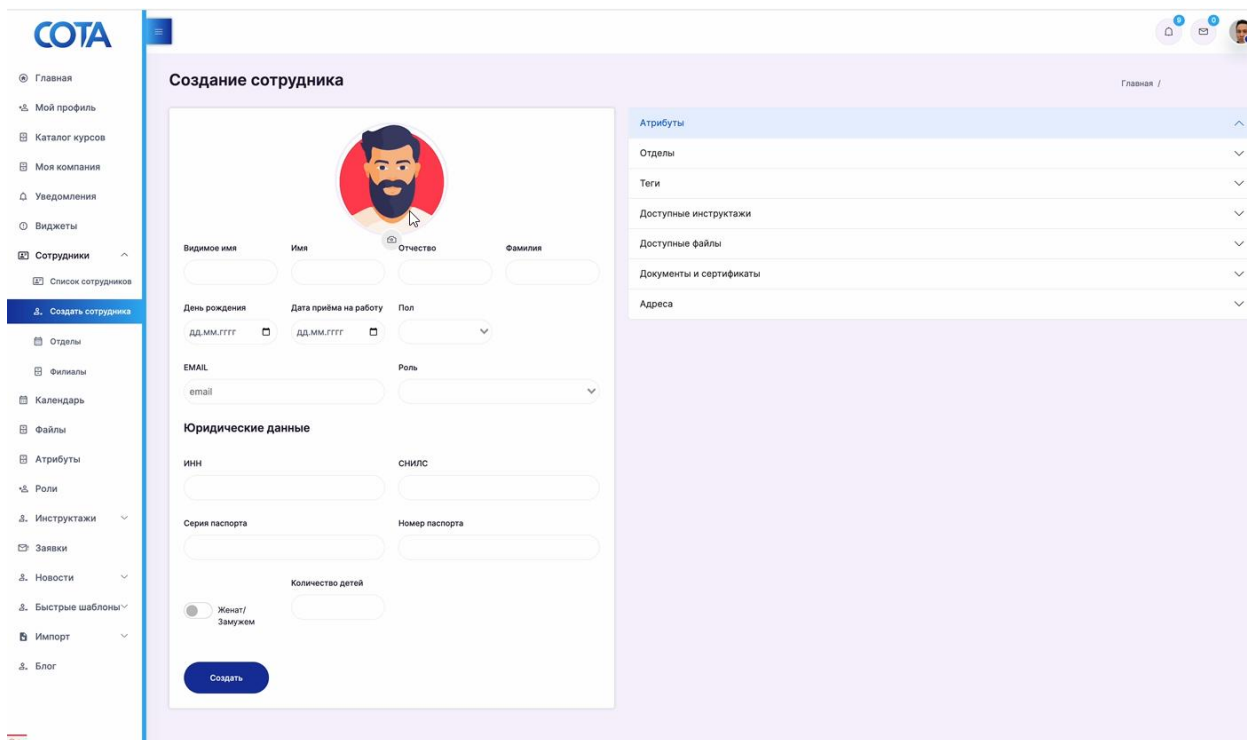 СОТА
9
0
Главная
Мой профиль
Каталог курсов
Моя компания
Уведомления
Виджеты
Сотрудники
Список сотрудников
Создать сотрудника
Отделы
Филиалы
Календарь
Файлы
Атрибуты
Роли
Инструктажи
Заявки
Новости
Быстрые шаблоны
Импорт
Блог
Создание сотрудника
Главная /
Видимое имя Имя Отчество Фамилия
День рождения Дата приёма на работу Пол
дд.мм.гггг дд.мм.гггг
EMAIL Роль
email
Юридические данные
ИНН СНИЛС
Серия паспорта Номер паспорта
Количество детей
Женат/
Замужем
Создать
Атрибуты
Отделы
Теги
Доступные инструктажи
Доступные файлы
Документы и сертификаты
Адреса